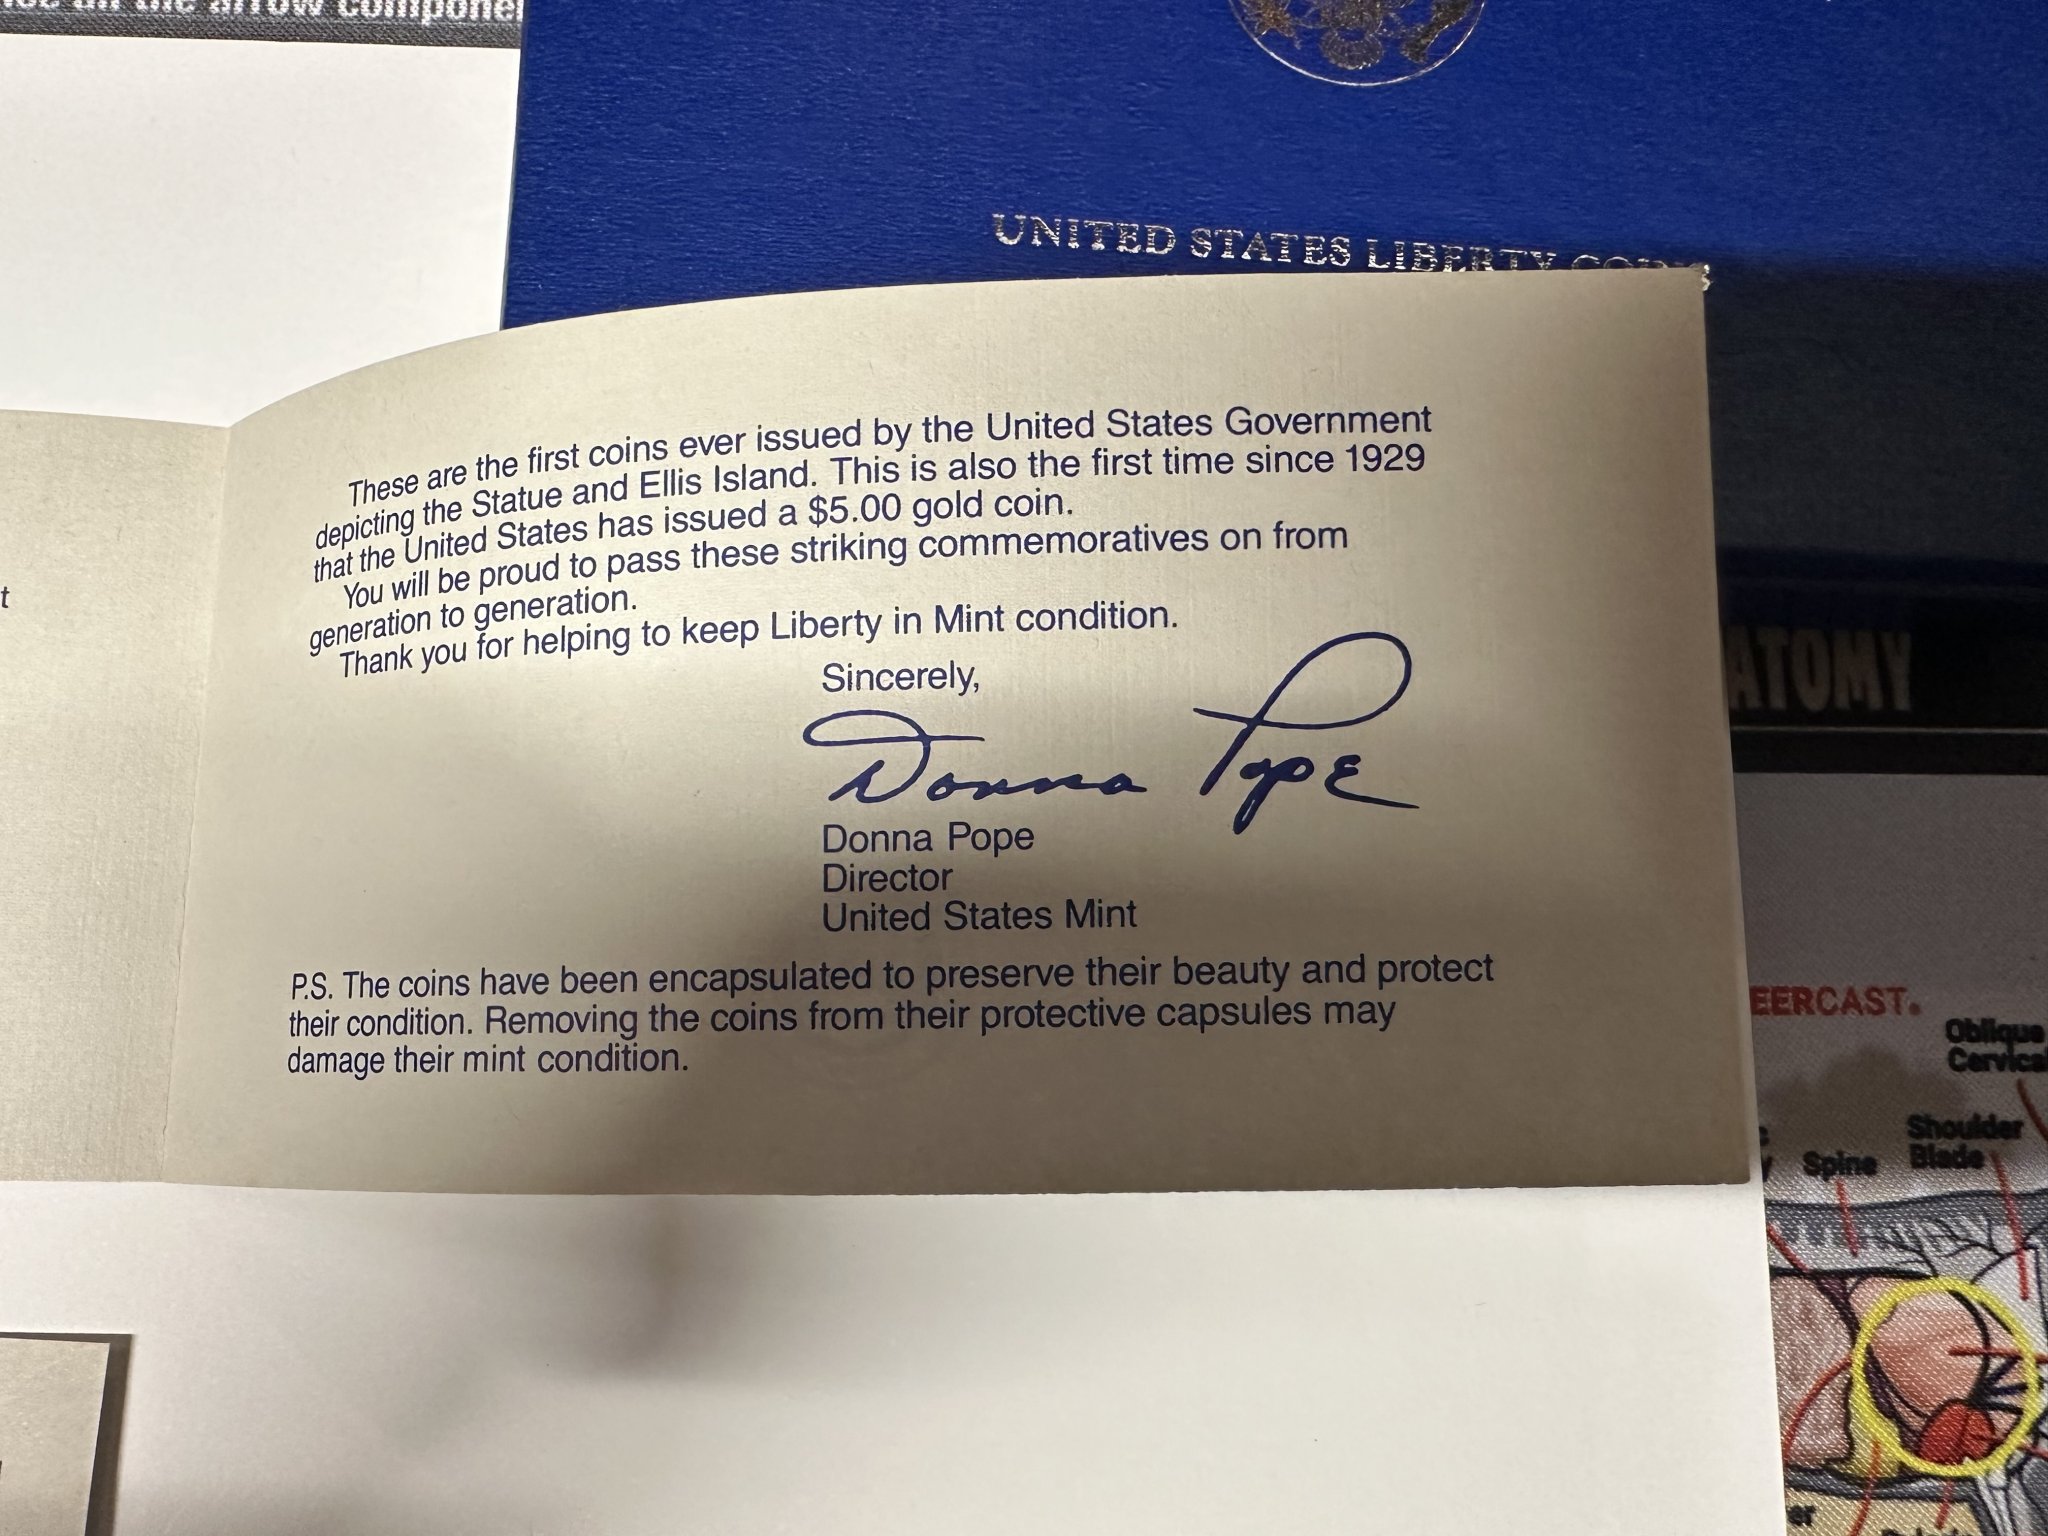 all the arrow compone
UNITED STATES LIBERTY COINS
These are the first coins ever issued by the United States Government
depicting the Statue and Ellis Island. This is also the first time since 1929
that the United States has issued a $5.00 gold coin.
You will be proud to pass these striking commemoratives on from
generation to generation.
Thank you for helping to keep Liberty in Mint condition.
Sincerely,
Donna Pope
Donna Pope
Director
United States Mint
P.S. The coins have been encapsulated to preserve their beauty and protect
their condition. Removing the coins from their protective capsules may
damage their mint condition.
t
ATOMY
EERCAST.
Oblique
Cervical
Shoulder
Blade
Spine